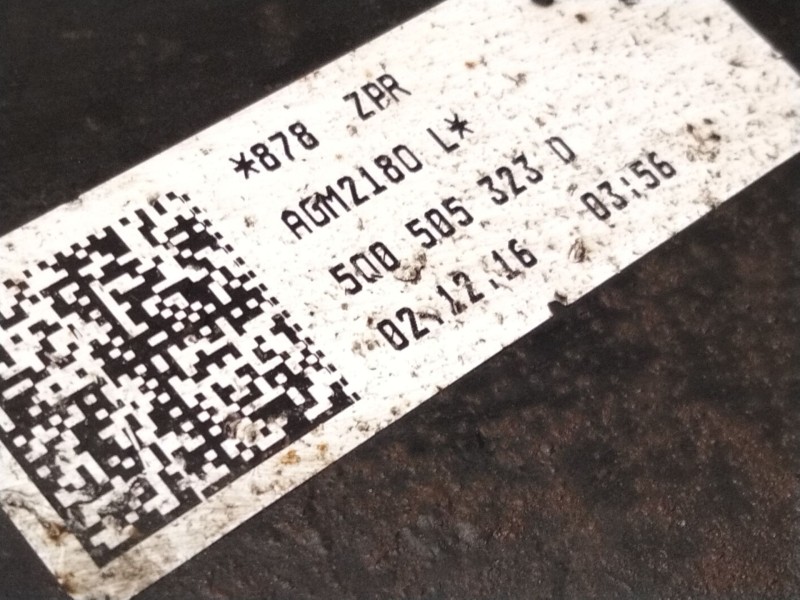 *878 ZPR
AGM2180 L*
5Q0 505 323 D
02.12.16 03:56